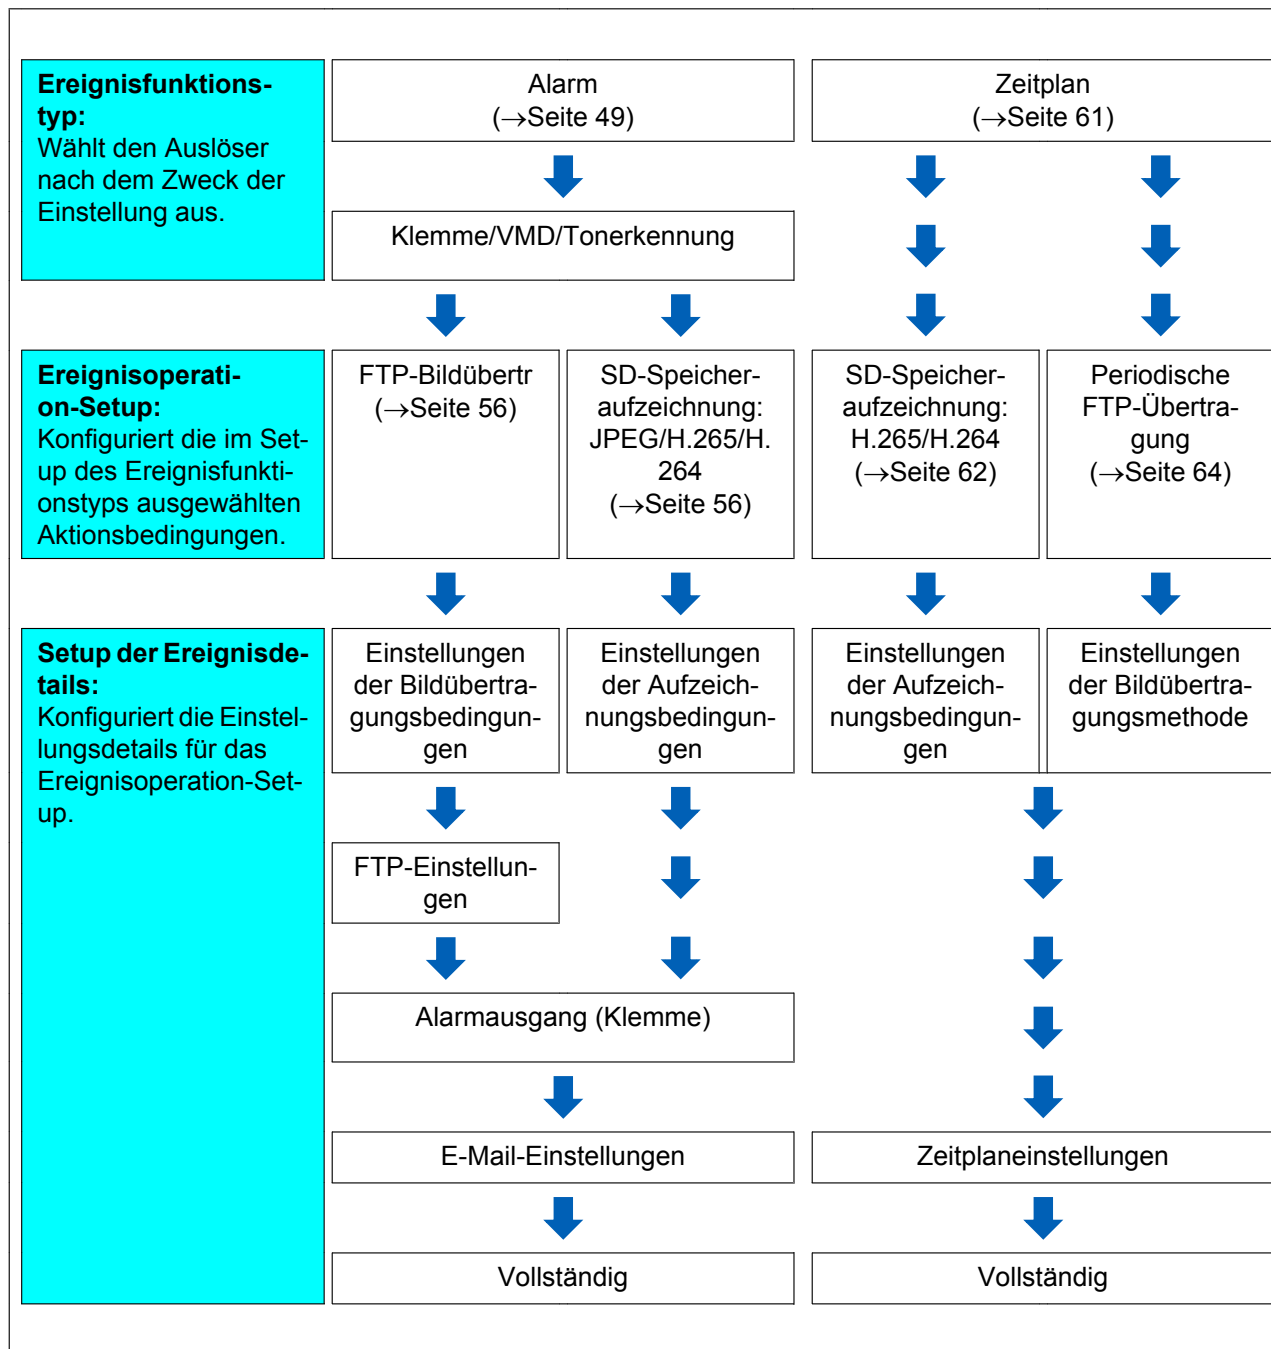 Ereignisfunktions-
typ:
Wählt den Auslöser
nach dem Zweck der
Einstellung aus.
Alarm
(→Seite 49)
Zeitplan
(→Seite 61)
Klemme/VMD/Tonerkennung
Ereignisoperati-
on-Setup:
Konfiguriert die im Set-
up des Ereignisfunkti-
onstyps ausgewählten
Aktionsbedingungen.
FTP-Bildübertr
(→Seite 56)
SD-Speicher-
aufzeichnung:
JPEG/H.265/H.
264
(→Seite 56)
SD-Speicher-
aufzeichnung:
H.265/H.264
(→Seite 62)
Periodische
FTP-Übertra-
gung
(→Seite 64)
Setup der Ereignisde-
tails:
Konfiguriert die Einstel-
lungsdetails für das
Ereignisoperation-Set-
up.
Einstellungen
der Bildübertra-
gungsbedingun-
gen
Einstellungen
der Aufzeich-
nungsbedingun-
gen
Einstellungen
der Aufzeich-
nungsbedingun-
gen
Einstellungen
der Bildübertra-
gungsmethode
FTP-Einstellun-
gen
Alarmausgang (Klemme)
E-Mail-Einstellungen
Zeitplaneinstellungen
Vollständig
Vollständig